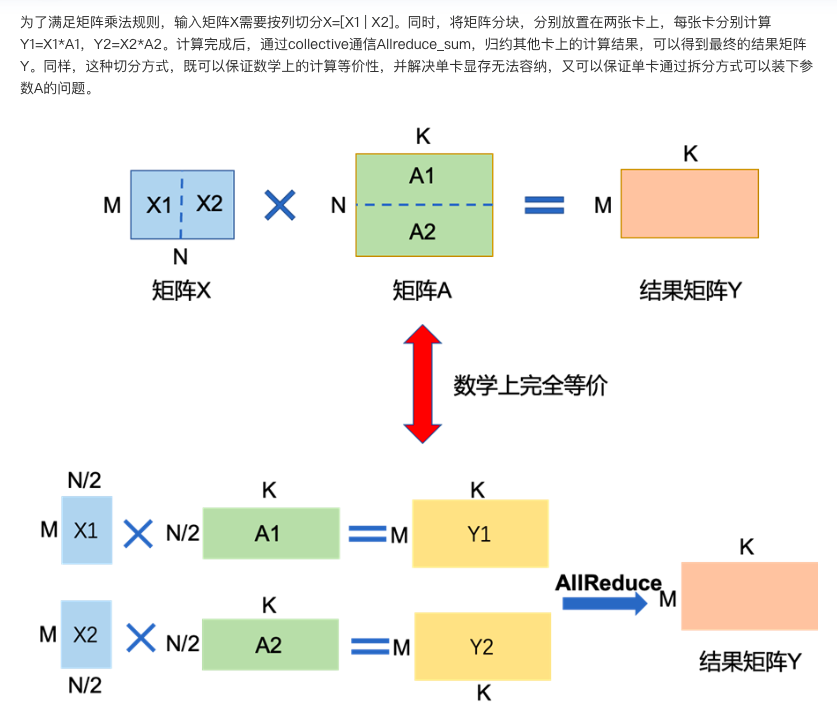 为了满足矩阵乘法规则，输入矩阵X需要按列切分X=[X1 | X2]。同时，将矩阵分块，分别放置在两张卡上，每张卡分别计算
Y1=X1*A1，Y2=X2*A2。计算完成后，通过collective通信Allreduce_sum，归约其他卡上的计算结果，可以得到最终的结果矩阵
Y。同样，这种切分方式，既可以保证数学上的计算等价性，并解决单卡显存无法容纳，又可以保证单卡通过拆分方式可以装下参
数A的问题。
K
K
M X1 X2 × N A1 = M
A2
N
矩阵X 矩阵A 结果矩阵Y
数学上完全等价
N/2
K K
M X1 × N/2 A1 = M Y1
K
AllReduce
M
K
M X2 × N/2 A2 = M Y2
结果矩阵Y
N/2
K